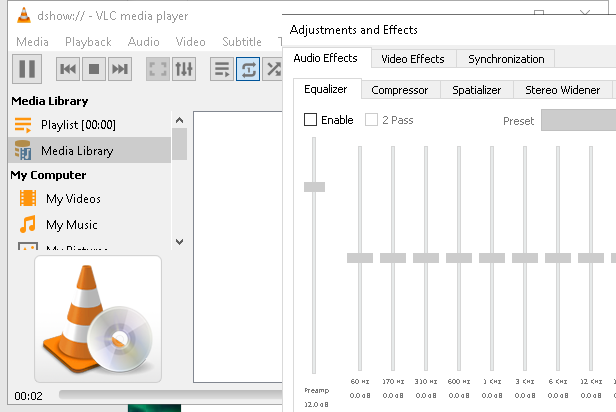 dshow:// - VLC media player
Media Playback Audio Video Subtitle T
Media Library
Playlist [00:00]
Media Library
My Computer
My Videos
My Music
My Pictures
00:02
Adjustments and Effects
Audio Effects Video Effects Synchronization
Equalizer Compressor Spatializer Stereo Widener
Enable 2 Pass Preset
60 Hz 170 Hz 310 Hz 600 Hz 1 KHz 3 KHz 6 KHz 12 KHz 1
Preamp 0.0 dB 0.0 dB 0.0 dB 0.0 dB 0.0 dB 0.0 dB 0.0 dB 0.0 dB
12.0 dB